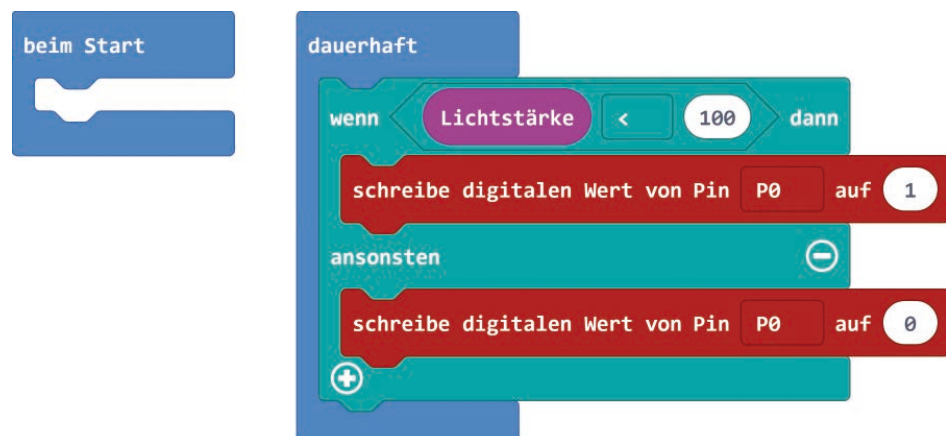 beim Start
dauerhaft
wenn Lichtstärke < 100 dann
schreibe digitalen Wert von Pin P0 auf 1
ansonsten
schreibe digitalen Wert von Pin P0 auf 0